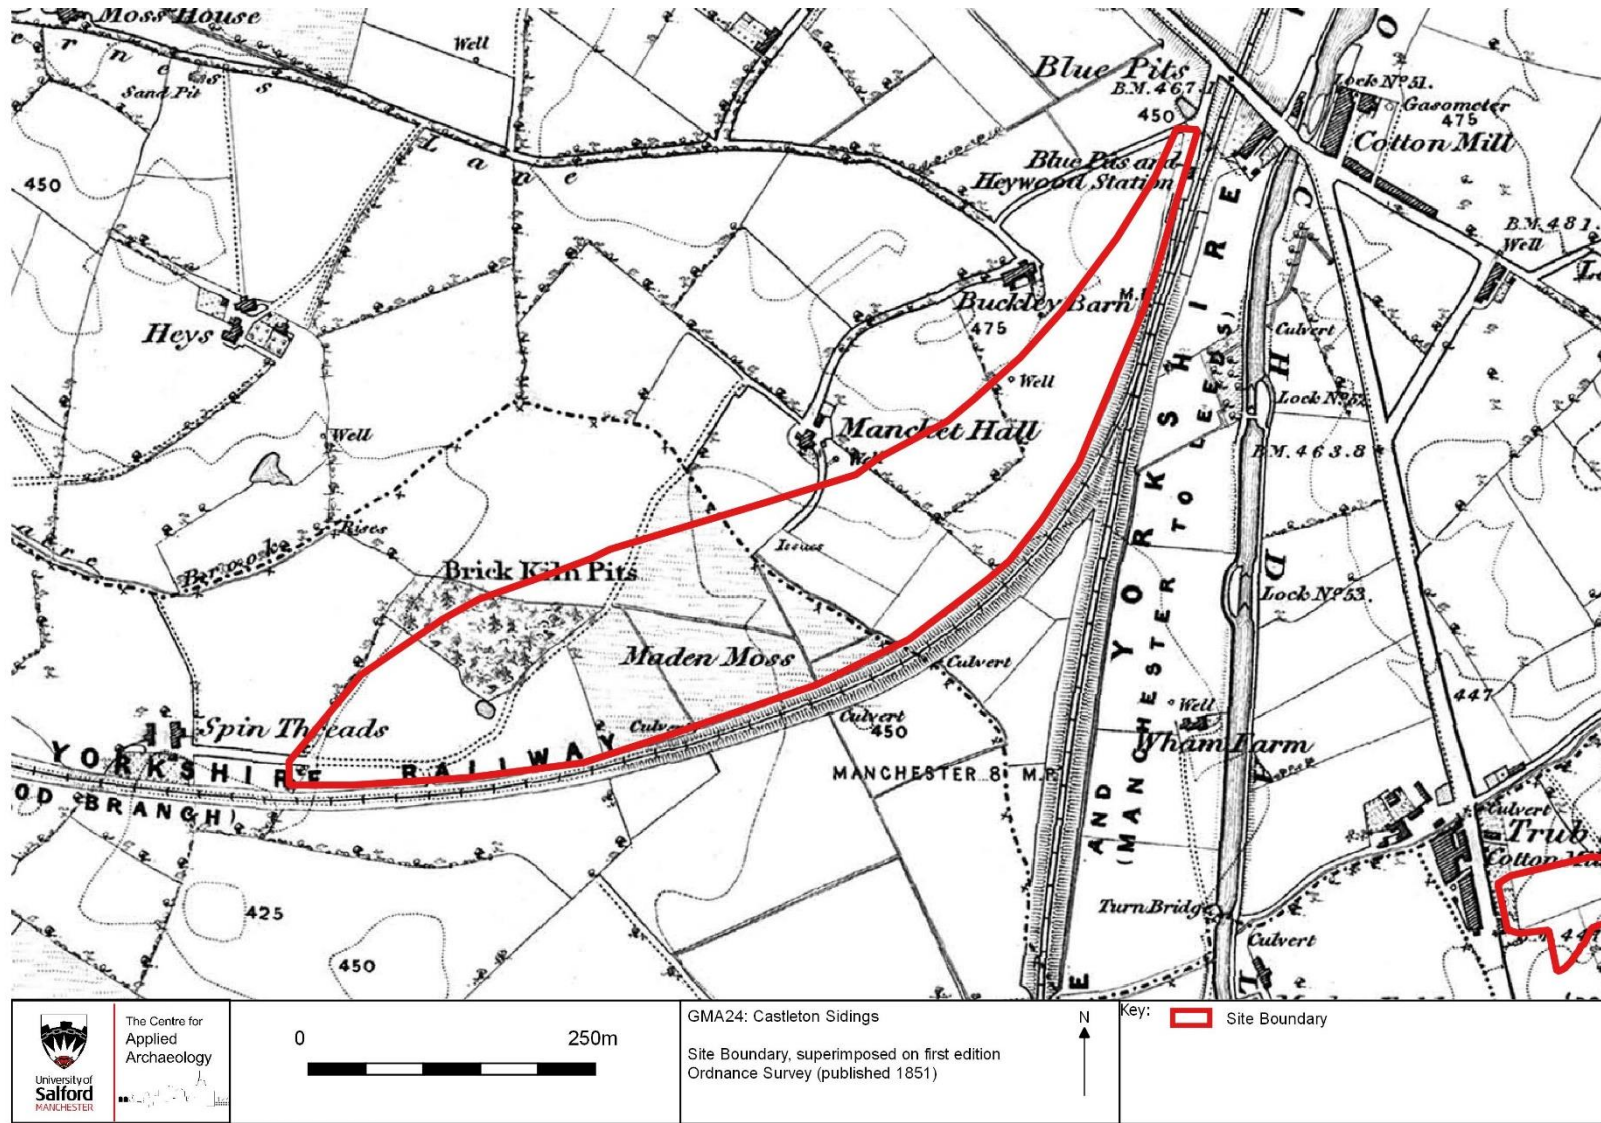 Moss House
Well
Sand Pit
Lane
450
Blue Pits
B.M. 467.1
450
Blue Pits and
Heywood Station
Lock Nº 51.
Gasometer
475
Cotton Mill
B.M. 481.
Well
Heys
Buckley Barn
475
Well
Culvert
Lock Nº 52.
B.M. 463.8
Mancket Hall
Well
Well
Rises
Issues
Brick Kiln Pits
Maden Moss
Lock Nº 53.
Culvert
Culvert
Culvert
450
447
Well
Wham Farm
Spin Threads
YORKSHIRE RAILWAY
OD BRANCH)
MANCHESTER 8 M.P.
AND YORKSHIRE
(MANCHESTER TO LEEDS)
Culvert
Trub
Cotton Mill
Turn Bridge
Culvert
425
450
441
University of
Salford
MANCHESTER
The Centre for
Applied
Archaeology
0 250m
GMA24: Castleton Sidings
Site Boundary, superimposed on first edition
Ordnance Survey (published 1851)
N
Key:
Site Boundary